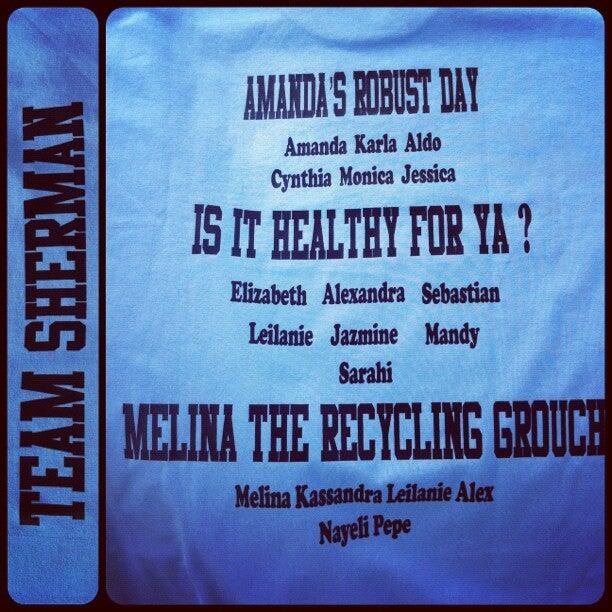 TEAM SHERMAN
AMANDA'S ROBUST DAY
Amanda Karla Aldo
Cynthia Monica Jessica
IS IT HEALTHY FOR YA ?
Elizabeth Alexandra Sebastian
Leilanie Jazmine Mandy
Sarahi
MELINA THE RECYCLING GROUCH
Melina Kassandra Leilanie Alex
Nayeli Pepe